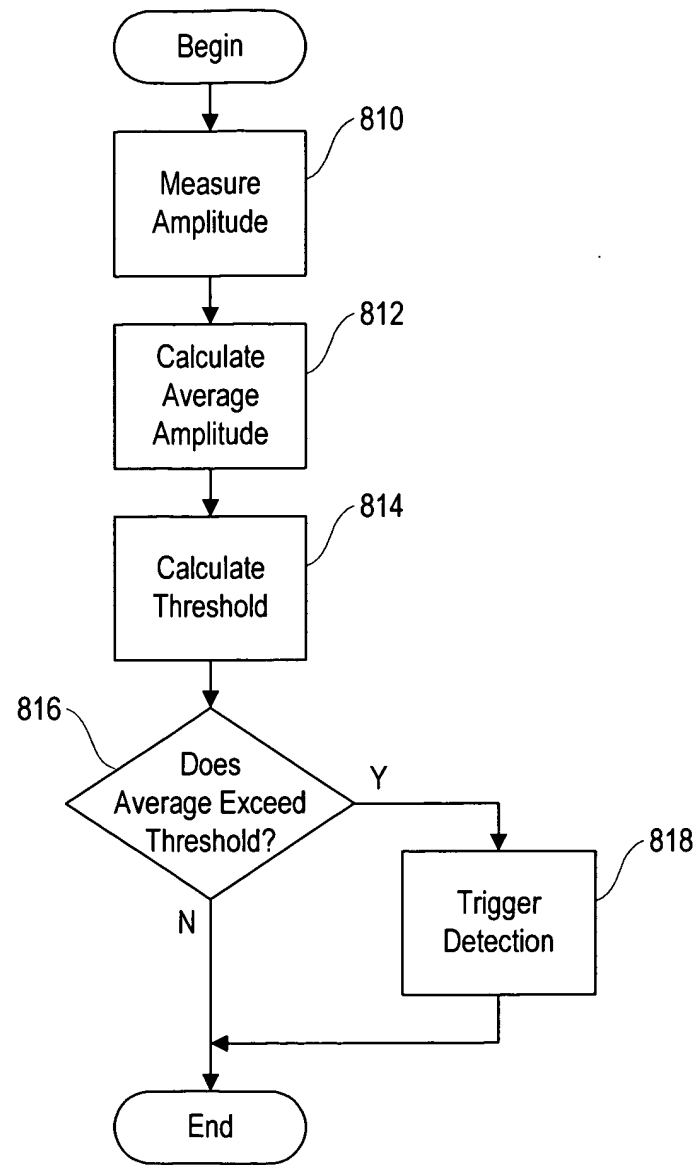 Begin
810
Measure
Amplitude
812
Calculate
Average
Amplitude
814
Calculate
Threshold
816
Does
Average Exceed
Threshold?
Y
N
818
Trigger
Detection
End